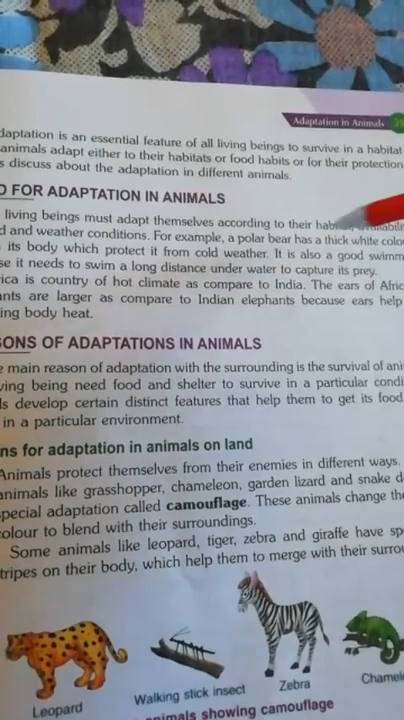 Adaptation in Animals
daptation is an essential feature of all living beings to survive in a habitat
animals adapt either to their habitats or food habits or for their protection
s discuss about the adaptation in different animals.
D FOR ADAPTATION IN ANIMALS
living beings must adapt themselves according to their
d and weather conditions. For example, a polar bear has a thick white colo
its body which protect it from cold weather. It is also a good swimm
se it needs to swim a long distance under water to capture its prey.
ica is country of hot climate as compare to India. The ears of Afric
ants are larger as compare to Indian elephants because ears help
ing body heat.
SONS OF ADAPTATIONS IN ANIMALS
e main reason of adaptation with the surrounding is the survival of ani
ving being need food and shelter to survive in a particular condi
ls develop certain distinct features that help them to get its food
in a particular environment.
ns for adaptation in animals on land
Animals protect themselves from their enemies in different ways.
animals like grasshopper, chameleon, garden lizard and snake d
special adaptation called camouflage. These animals change the
colour to blend with their surroundings.
Some animals like leopard, tiger, zebra and giraffe have sp
tripes on their body, which help them to merge with their surrou
Leopard
Walking stick insect
Zebra
Chamele
animals showing camouflage